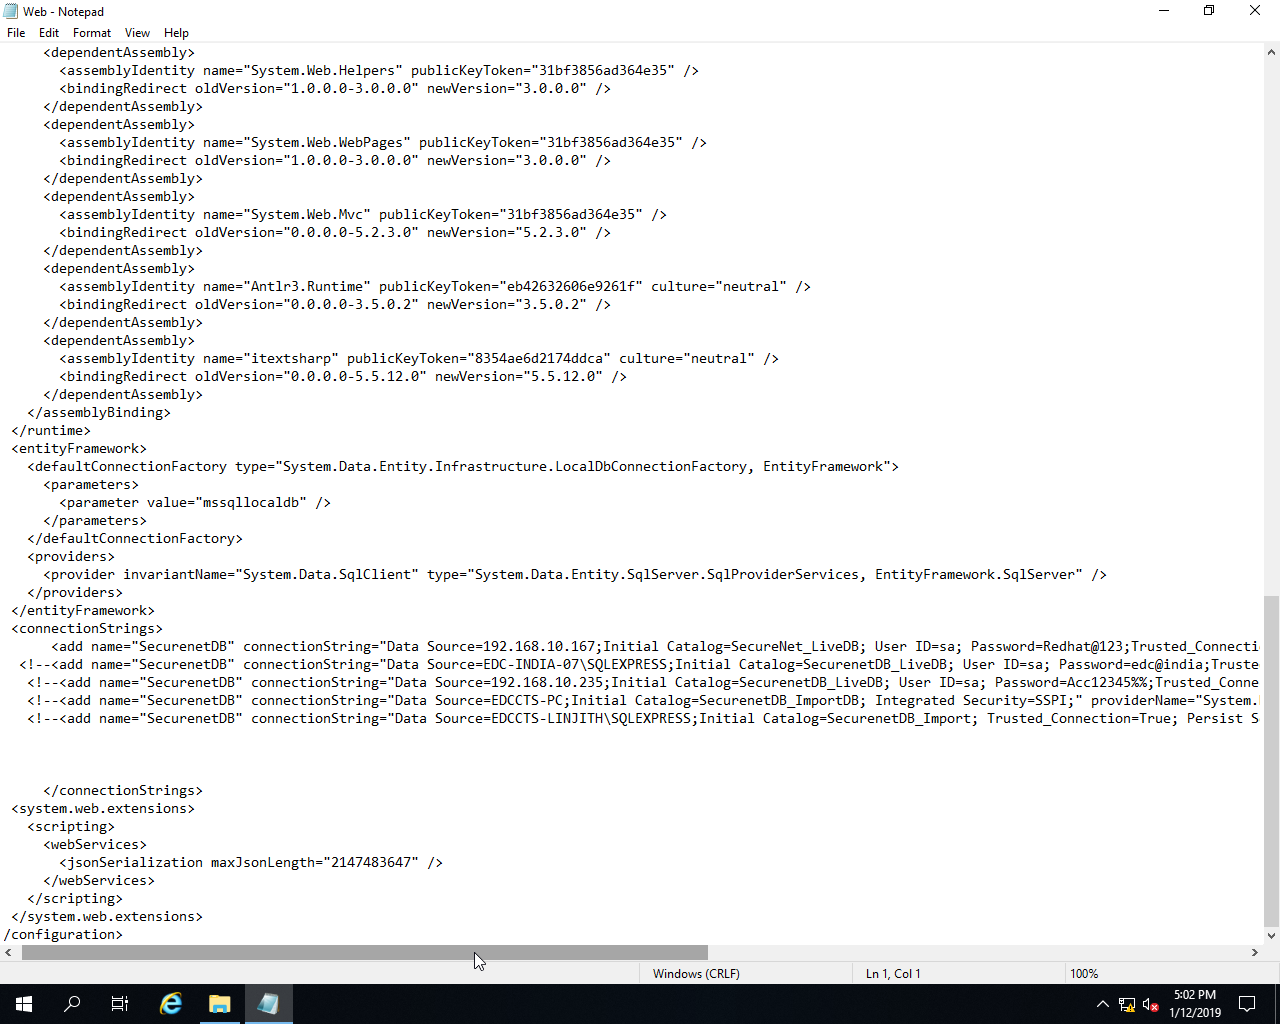 Web - Notepad
File Edit Format View Help
<dependentAssembly>
<assemblyIdentity name="System.Web.Helpers" publicKeyToken="31bf3856ad364e35" />
<bindingRedirect oldVersion="1.0.0.0-3.0.0.0" newVersion="3.0.0.0" />
</dependentAssembly>
<dependentAssembly>
<assemblyIdentity name="System.Web.WebPages" publicKeyToken="31bf3856ad364e35" />
<bindingRedirect oldVersion="1.0.0.0-3.0.0.0" newVersion="3.0.0.0" />
</dependentAssembly>
<dependentAssembly>
<assemblyIdentity name="System.Web.Mvc" publicKeyToken="31bf3856ad364e35" />
<bindingRedirect oldVersion="0.0.0.0-5.2.3.0" newVersion="5.2.3.0" />
</dependentAssembly>
<dependentAssembly>
<assemblyIdentity name="Antlr3.Runtime" publicKeyToken="eb42632606e9261f" culture="neutral" />
<bindingRedirect oldVersion="0.0.0.0-3.5.0.2" newVersion="3.5.0.2" />
</dependentAssembly>
<dependentAssembly>
<assemblyIdentity name="itextsharp" publicKeyToken="8354ae6d2174ddca" culture="neutral" />
<bindingRedirect oldVersion="0.0.0.0-5.5.12.0" newVersion="5.5.12.0" />
</dependentAssembly>
</assemblyBinding>
</runtime>
<entityFramework>
<defaultConnectionFactory type="System.Data.Entity.Infrastructure.LocalDbConnectionFactory, EntityFramework">
<parameters>
<parameter value="mssqllocaldb" />
</parameters>
</defaultConnectionFactory>
<providers>
<provider invariantName="System.Data.SqlClient" type="System.Data.Entity.SqlServer.SqlProviderServices, EntityFramework.SqlServer" />
</providers>
</entityFramework>
<connectionStrings>
<add name="SecurenetDB" connectionString="Data Source=192.168.10.167;Initial Catalog=SecureNet_LiveDB; User ID=sa; Password=Redhat@123;Trusted_Connecti
<!--<add name="SecurenetDB" connectionString="Data Source=EDC-INDIA-07\SQLEXPRESS;Initial Catalog=SecurenetDB_LiveDB; User ID=sa; Password=edc@india;Truste
<!--<add name="SecurenetDB" connectionString="Data Source=192.168.10.235;Initial Catalog=SecurenetDB_LiveDB; User ID=sa; Password=Acc12345%%;Trusted_Conne
<!--<add name="SecurenetDB" connectionString="Data Source=EDCCTS-PC;Initial Catalog=SecurenetDB_ImportDB; Integrated Security=SSPI;" providerName="System.
<!--<add name="SecurenetDB" connectionString="Data Source=EDCCTS-LINJITH\SQLEXPRESS;Initial Catalog=SecurenetDB_Import; Trusted_Connection=True; Persist S
</connectionStrings>
<system.web.extensions>
<scripting>
<webServices>
<jsonSerialization maxJsonLength="2147483647" />
</webServices>
</scripting>
</system.web.extensions>
/configuration>
Windows (CRLF) Ln 1, Col 1 100%
5:02 PM
1/12/2019